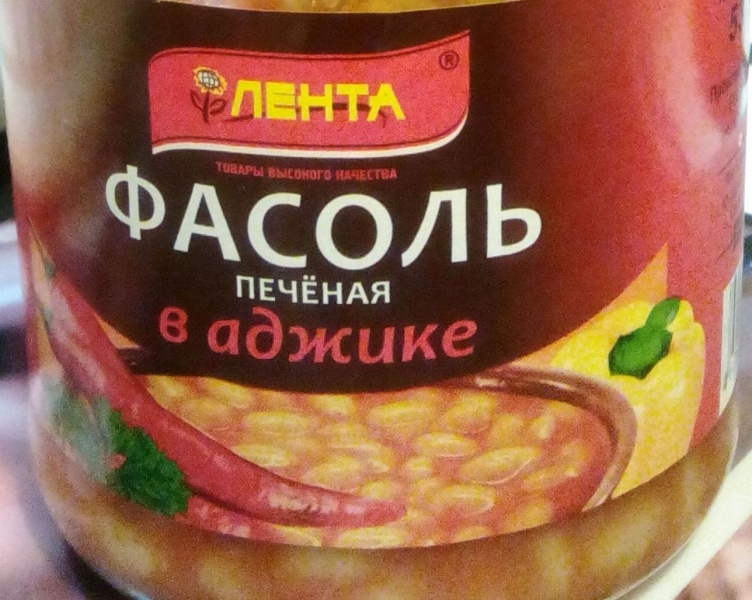 ЛЕНТА
®
ТОВАРЫ ВЫСОКОГО КАЧЕСТВА
ФАСОЛЬ
ПЕЧЁНАЯ
в аджике